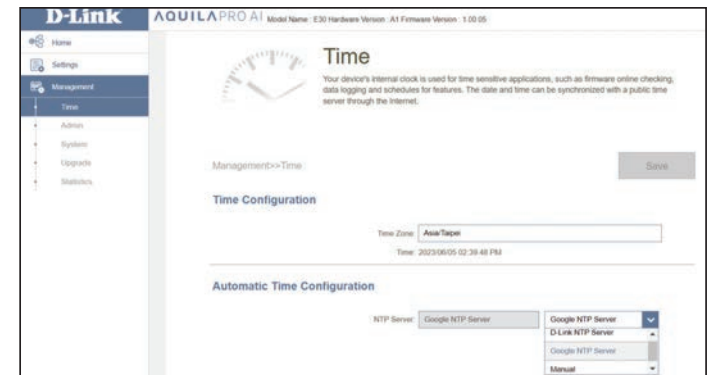 D-Link
AQUILA PRO AI Model Name : E30 Hardware Version : A1 Firmware Version : 1.00.05
Home
Settings
Management
Time
Admin
System
Upgrade
Statistics
Time
Your device's internal clock is used for time sensitive applications, such as firmware online checking,
data logging and schedules for features. The date and time can be synchronized with a public time
server through the Internet.
Management>>Time
Save
Time Configuration
Time Zone: Asia/Taipei
Time: 2023/06/05 02:39:48 PM
Automatic Time Configuration
NTP Server: Google NTP Server Google NTP Server
D-Link NTP Server
Google NTP Server
Manual